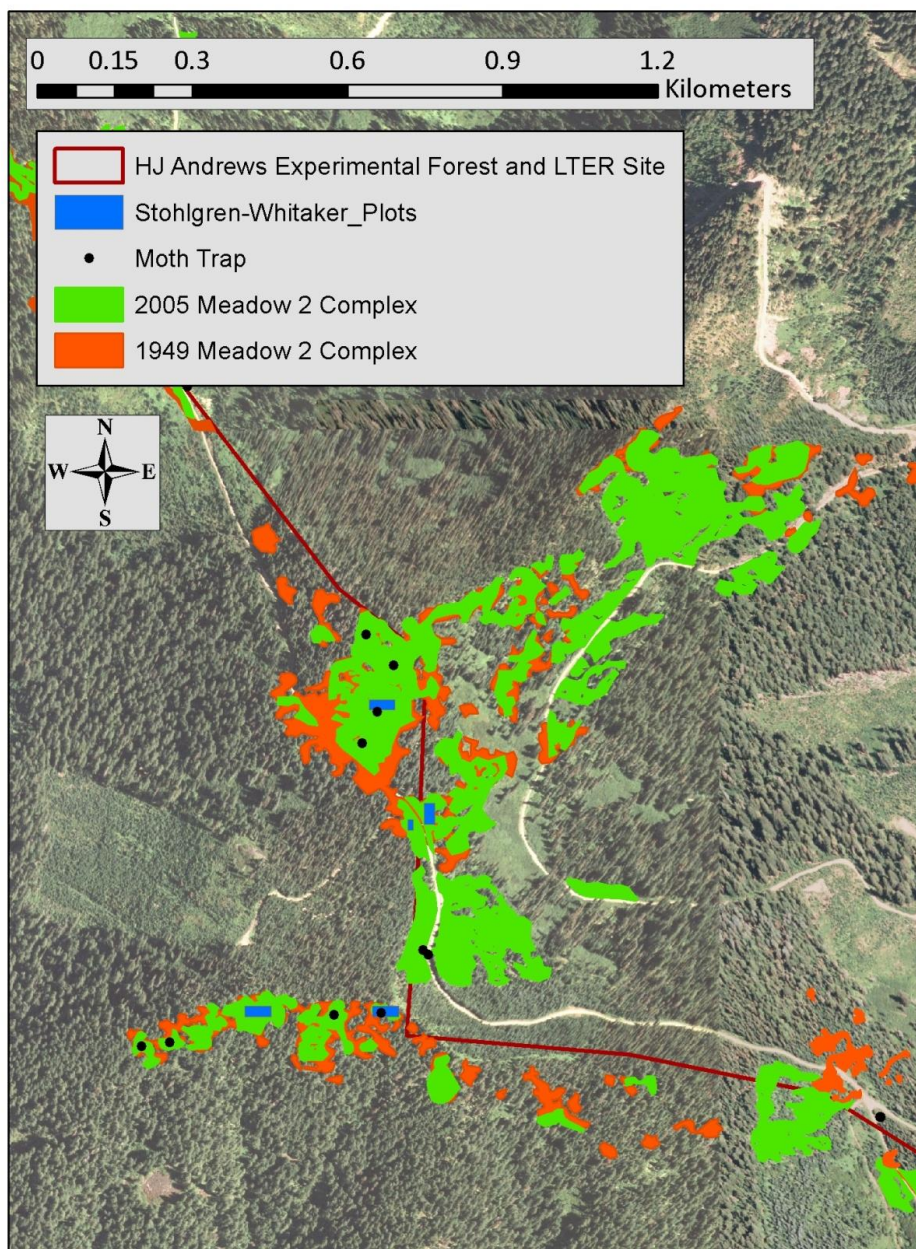 0 0.15 0.3 0.6 0.9 1.2
Kilometers
HJ Andrews Experimental Forest and LTER Site
Stohlgren-Whitaker_Plots
Moth Trap
2005 Meadow 2 Complex
1949 Meadow 2 Complex
N
W E
S